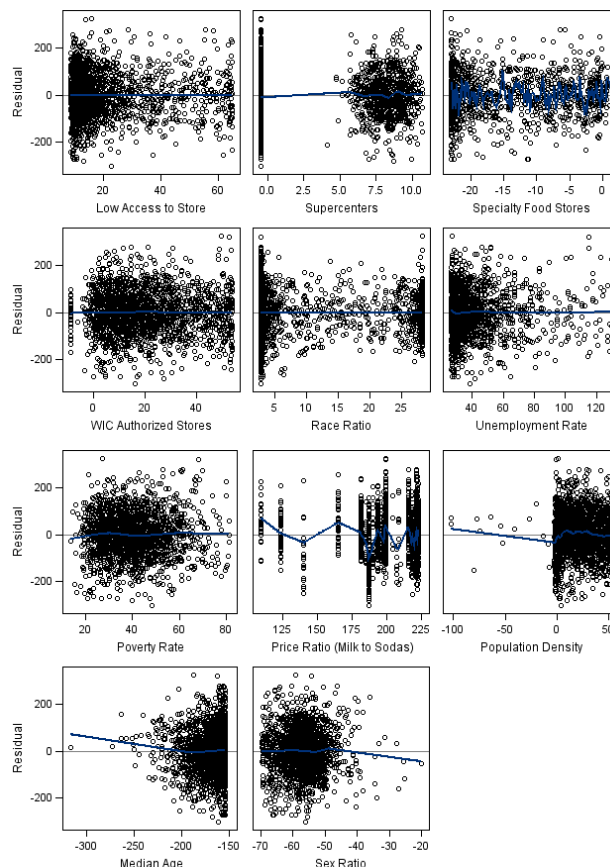 200
0
-200
Residual
20 40 60
Low Access to Store
0.0 2.5 5.0 7.5 10.0
Supercenters
-20 -15 -10 -5 0
Specialty Food Stores
200
0
-200
Residual
0 20 40
WIC Authorized Stores
5 10 15 20 25
Race Ratio
40 60 80 100 120
Unemployment Rate
200
0
-200
Residual
20 40 60 80
Poverty Rate
125 150 175 200 225
Price Ratio (Milk to Sodas)
-100 -50 0 50
Population Density
200
0
-200
Residual
-300 -250 -200 -150
Median Age
-70 -60 -50 -40 -30 -20
Sex Ratio